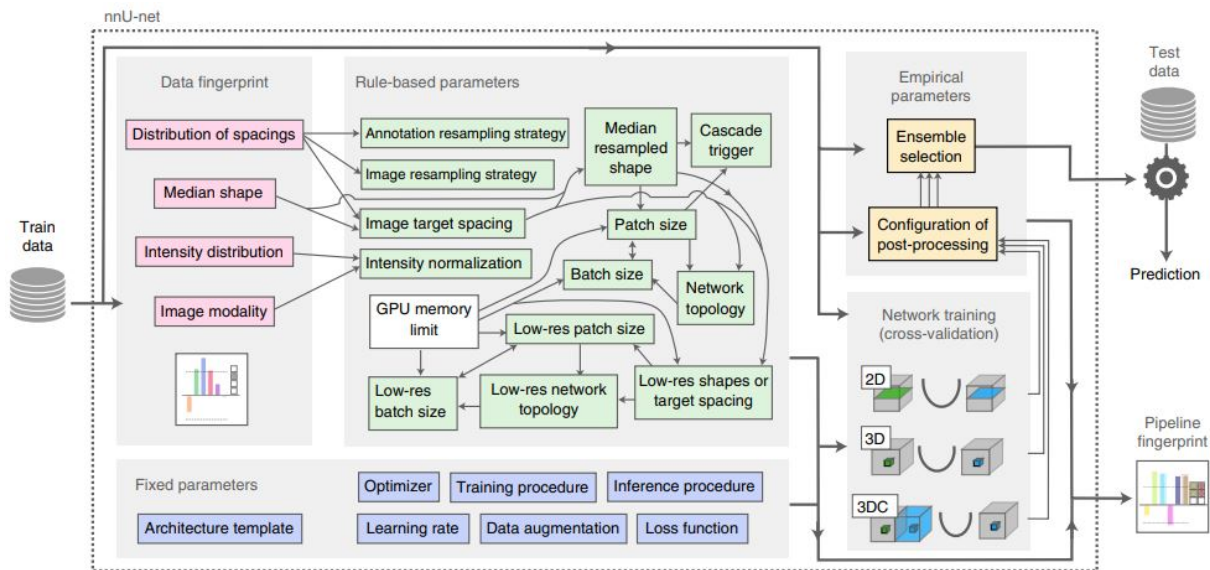 nnU-net
Train
data
Data fingerprint
Distribution of spacings
Median shape
Intensity distribution
Image modality
Rule-based parameters
Annotation resampling strategy
Image resampling strategy
Image target spacing
Intensity normalization
Median
resampled
shape
Cascade
trigger
Patch size
Batch size
Network
topology
GPU memory
limit
Low-res patch size
Low-res
batch size
Low-res network
topology
Low-res shapes or
target spacing
Fixed parameters
Architecture template
Optimizer
Training procedure
Inference procedure
Learning rate
Data augmentation
Loss function
Empirical
parameters
Ensemble
selection
Configuration of
post-processing
Network training
(cross-validation)
2D
3D
3DC
Test
data
Prediction
Pipeline
fingerprint